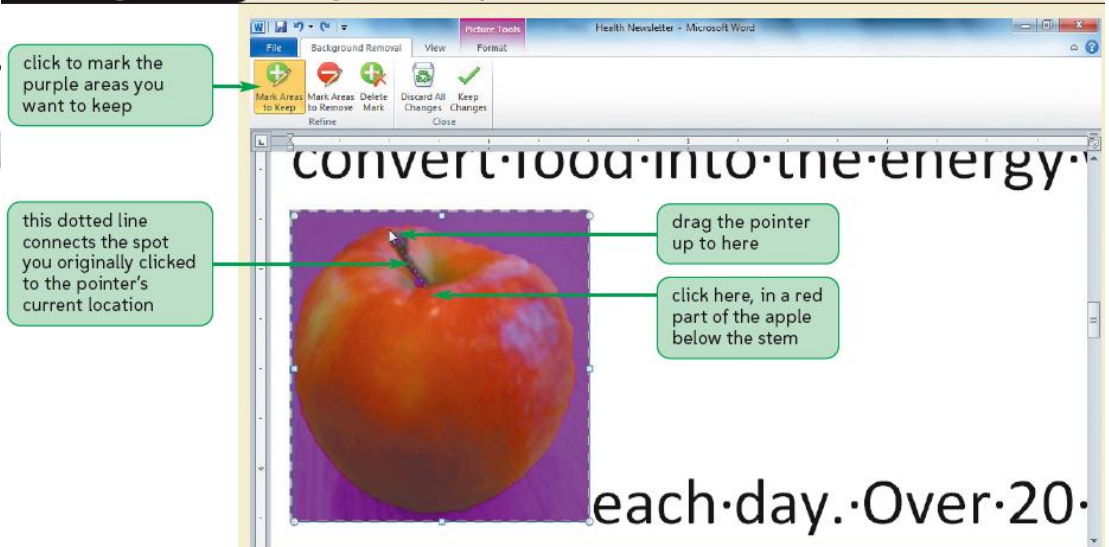 Picture Tools
Health Newsletter - Microsoft Word
File
Background Removal
View
Format
click to mark the
purple areas you
want to keep
Mark Areas
to Keep
Mark Areas
to Remove
Delete
Mark
Discard All
Changes
Keep
Changes
Refine
Close
1
convert·food·into·the·energy·
this dotted line
connects the spot
you originally clicked
to the pointer's
current location
drag the pointer
up to here
click here, in a red
part of the apple
below the stem
each·day.·Over·20·